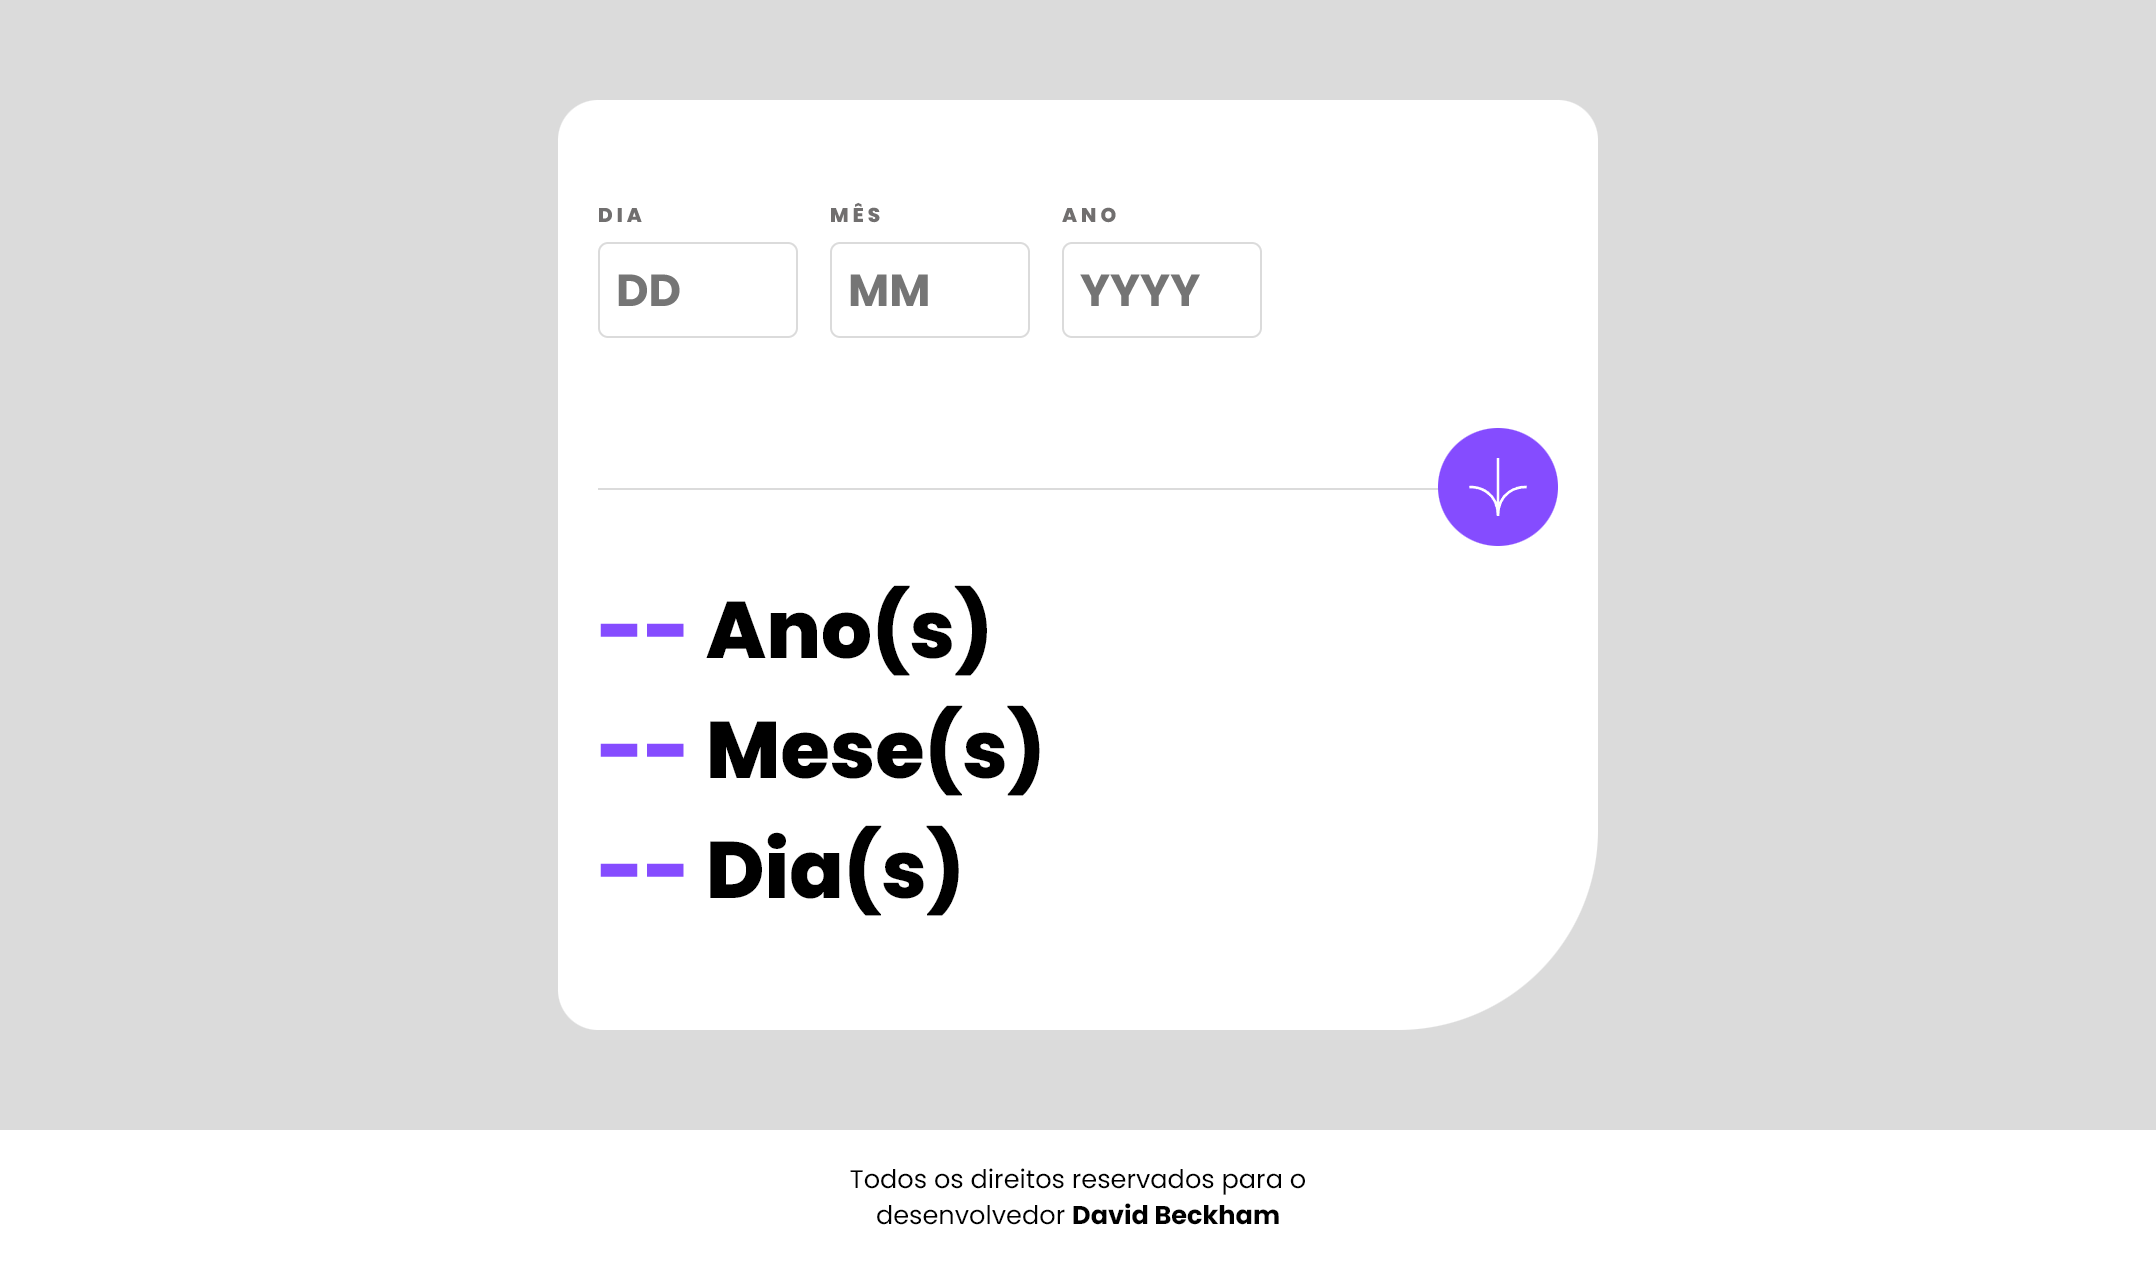 DIA MÊS ANO
DD MM YYYY
-- Ano(s)
-- Mese(s)
-- Dia(s)
Todos os direitos reservados para o
desenvolvedor David Beckham